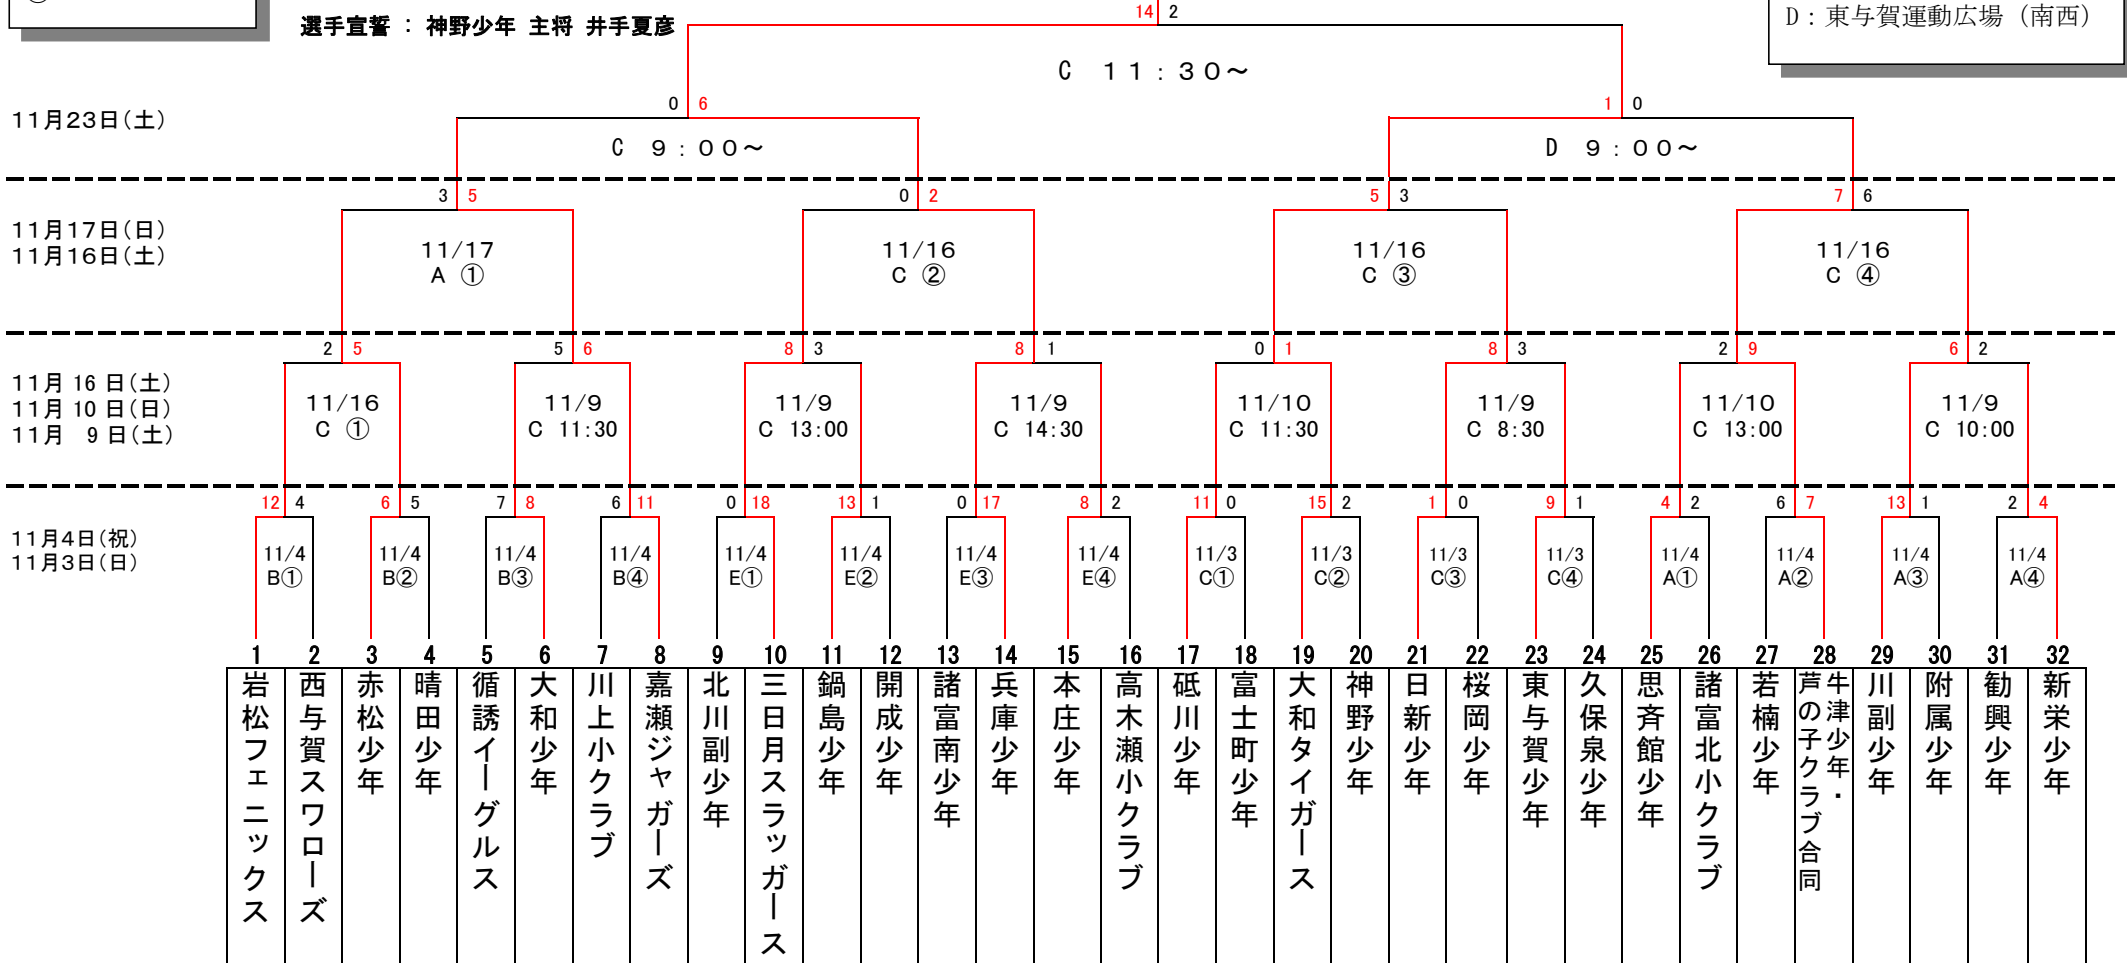 選手宣誓 ： 神野少年 主将 井手夏彦
14 2
D：東与賀運動広場（南西）
C １１：３０～
11月23日(土)
0 6
1 0
C ９：００～
D ９：００～
3 5
0 2
5 3
7 6
11月17日(日)
11月16日(土)
11/17
A ①
11/16
C ②
11/16
C ③
11/16
C ④
2 5
5 6
8 3
8 1
0 1
8 3
2 9
6 2
11月 16 日(土)
11月 10 日(日)
11月 9 日(土)
11/16
C ①
11/9
C 11:30
11/9
C 13:00
11/9
C 14:30
11/10
C 11:30
11/9
C 8:30
11/10
C 13:00
11/9
C 10:00
12 4
6 5
7 8
6 11
0 18
13 1
0 17
8 2
11 0
15 2
1 0
9 1
4 2
6 7
13 1
2 4
11月4日(祝)
11月3日(日)
11/4
B①
11/4
B②
11/4
B③
11/4
B④
11/4
E①
11/4
E②
11/4
E③
11/4
E④
11/3
C①
11/3
C②
11/3
C③
11/3
C④
11/4
A①
11/4
A②
11/4
A③
11/4
A④
1 2 3 4 5 6 7 8 9 10 11 12 13 14 15 16 17 18 19 20 21 22 23 24 25 26 27 28 29 30 31 32
岩松フェニックス
西与賀スワローズ
赤松少年
晴田少年
循誘イーグルス
大和少年
川上小クラブ
嘉瀬ジャガーズ
北川副少年
三日月スラッガース
鍋島少年
開成少年
諸富南少年
兵庫少年
本庄少年
高木瀬小クラブ
砥川少年
富士町少年
大和タイガース
神野少年
日新少年
桜岡少年
東与賀少年
久保泉少年
思斉館少年
諸富北小クラブ
若楠少年
牛津少年・
芦の子クラブ合同
川副少年
附属少年
勧興少年
新栄少年